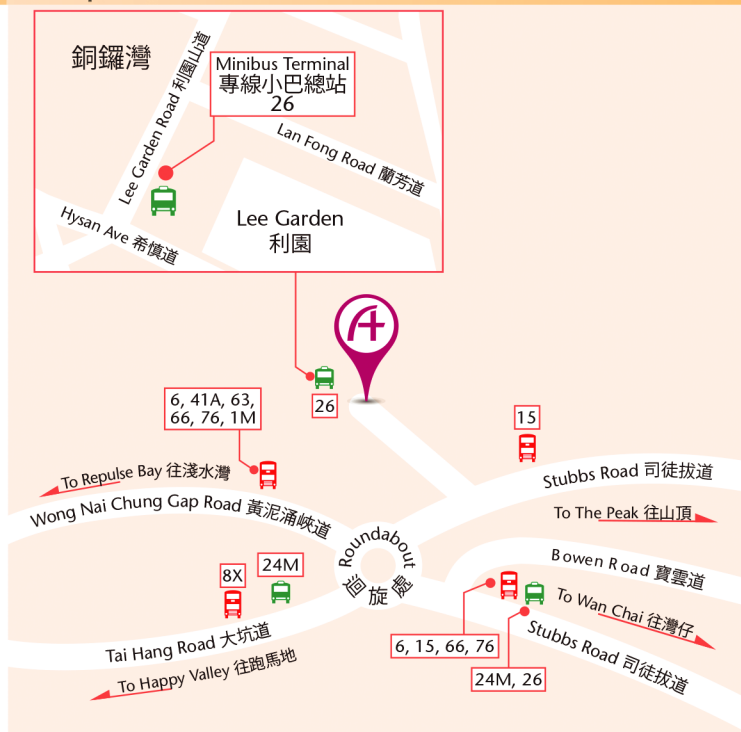 銅鑼灣
Minibus Terminal
專線小巴總站
26
Lee Garden Road 利園山道
Lan Fong Road 蘭芳道
Hysan Ave 希慎道
Lee Garden
利園
26
6, 41A, 63,
66, 76, 1M
15
To Repulse Bay 往淺水灣
Wong Nai Chung Gap Road 黃泥涌峽道
Stubbs Road 司徒拔道
To The Peak 往山頂
Roundabout
迴旋處
Bowen Road 寶雲道
8X
24M
To Wan Chai 往灣仔
Stubbs Road 司徒拔道
Tai Hang Road 大坑道
To Happy Valley 往跑馬地
6, 15, 66, 76
24M, 26